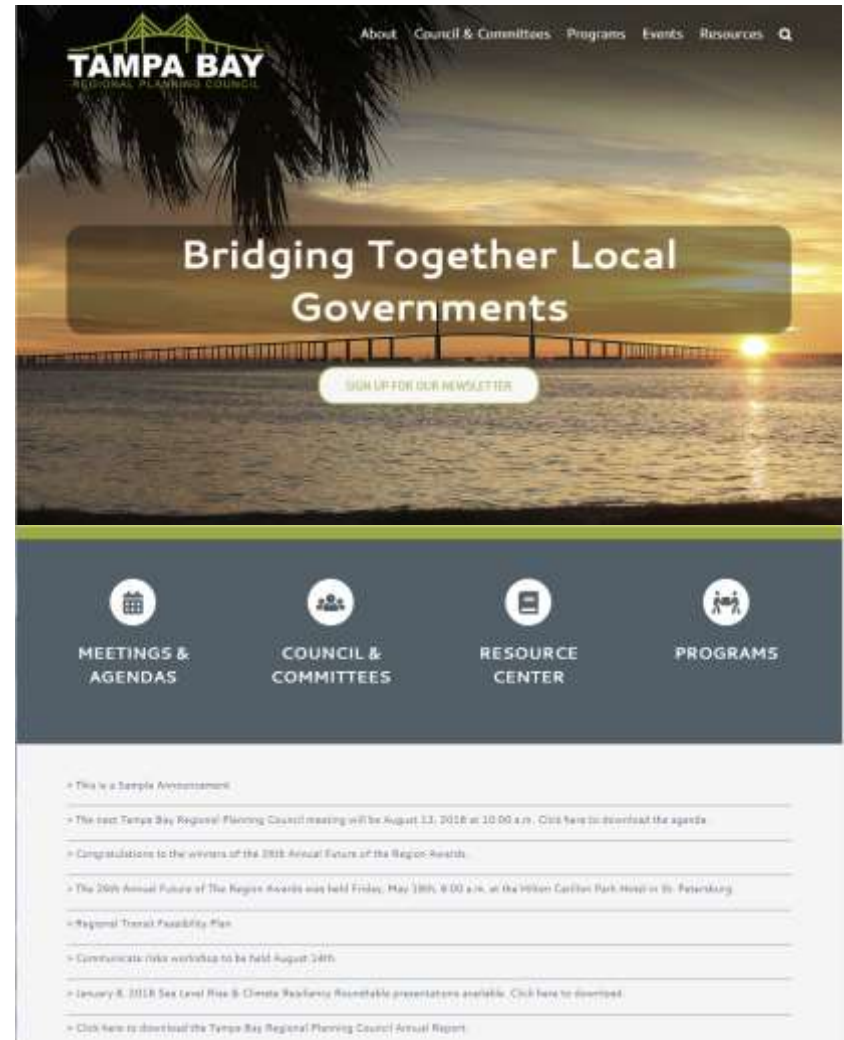 About Council & Committees Programs Events Resources
TAMPA BAY
REGIONAL PLANNING COUNCIL
Bridging Together Local
Governments
SIGN UP FOR OUR NEWSLETTER
MEETINGS &
AGENDAS
COUNCIL &
COMMITTEES
RESOURCE
CENTER
PROGRAMS
> This is a Sample Announcement
> The next Tampa Bay Regional Planning Council meeting will be August 13, 2018 at 10:00 a.m. Click here to download the agenda.
> Congratulations to the winners of the Annual Future of the Region Awards.
> The Annual Future of The Region Awards was held Friday, May 18th, a.m. at the Hilton Carillon Park Hotel in St. Petersburg.
> Regional Transit Feasibility Plan
> Communicate risks workshop to be held August 14th
> January 8, 2018 Sea Level Rise & Climate Resiliency Roundtable presentations available. Click here to download.
> Click here to download the Tampa Bay Regional Planning Council Annual Report.